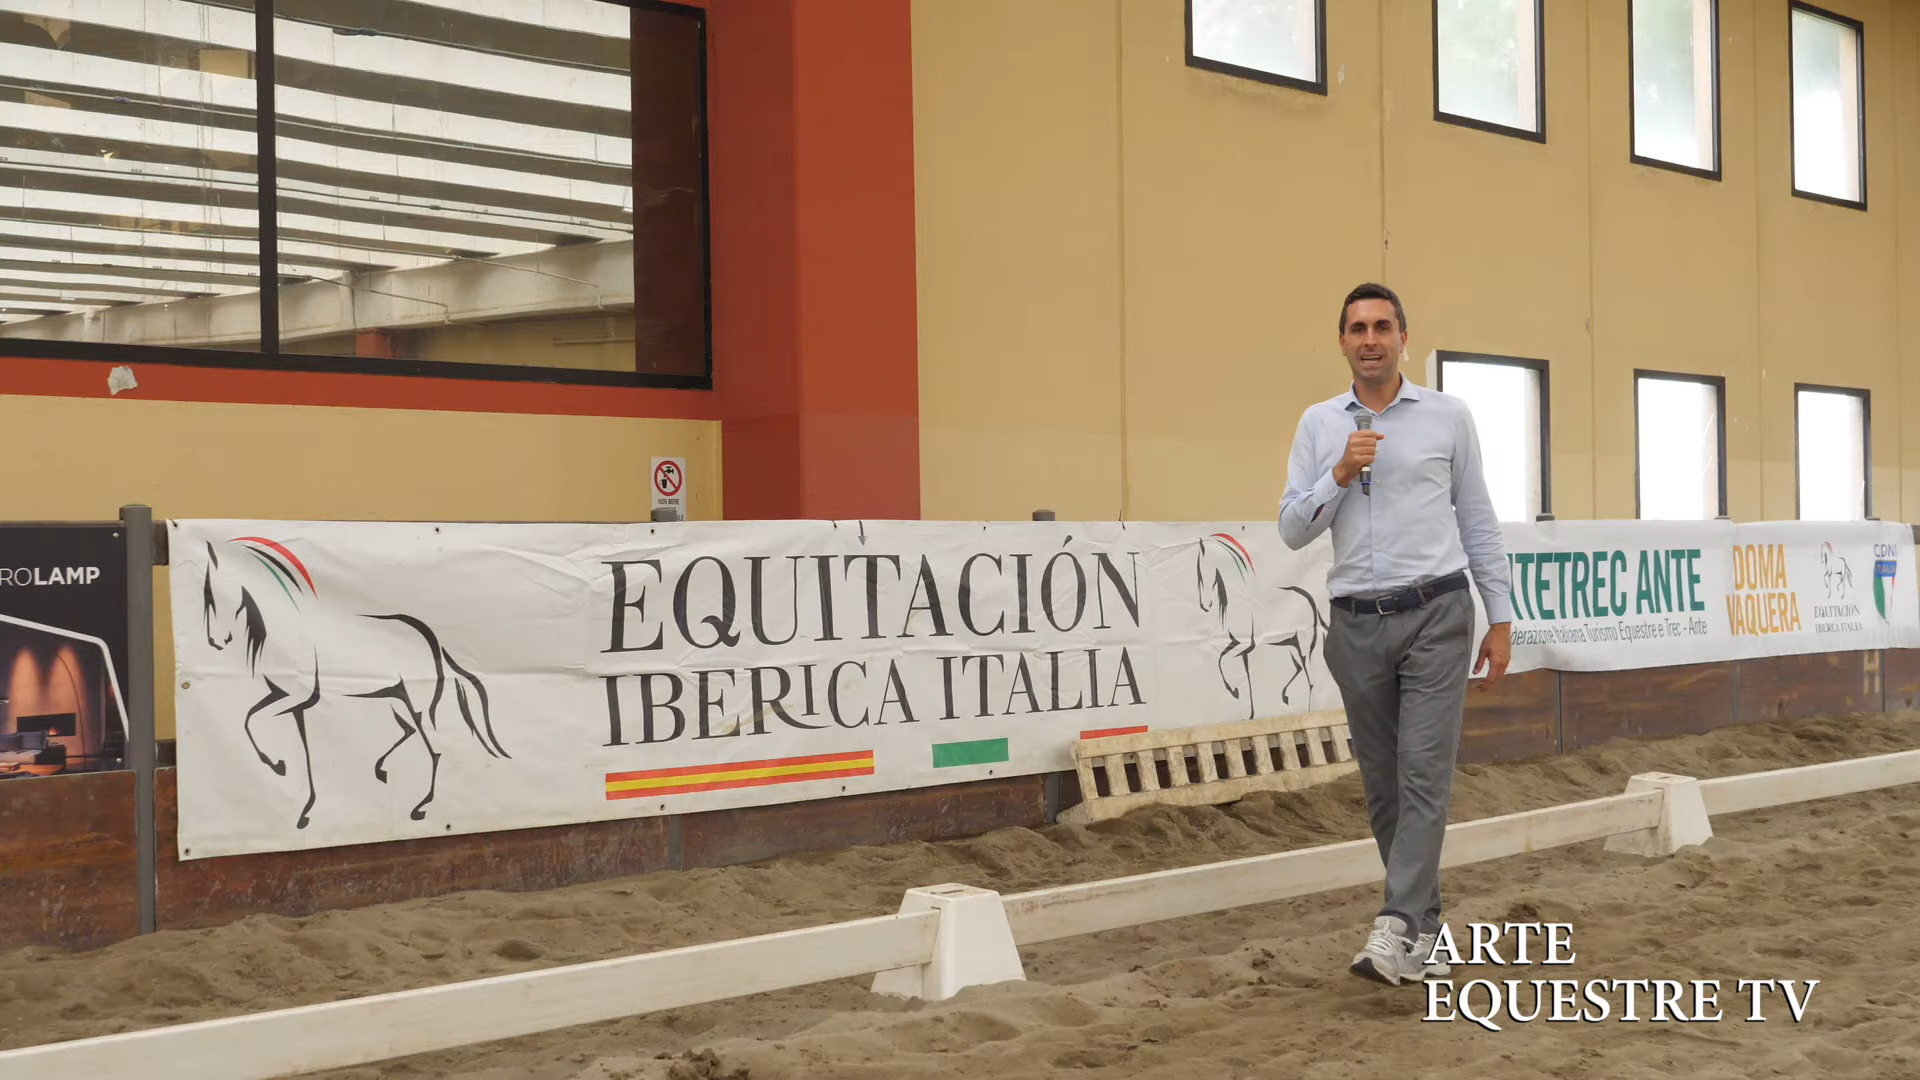 ROLAMP
NON BERE
EQUITACIÓN
IBERICA ITALIA
ITETREC ANTE
derazione Italiana Turismo Equestre e Trec - Ante
DOMA
VAQUERA
EQUITACIÓN
IBERICA ITALIA
CDNI
ARTE
EQUESTRE TV